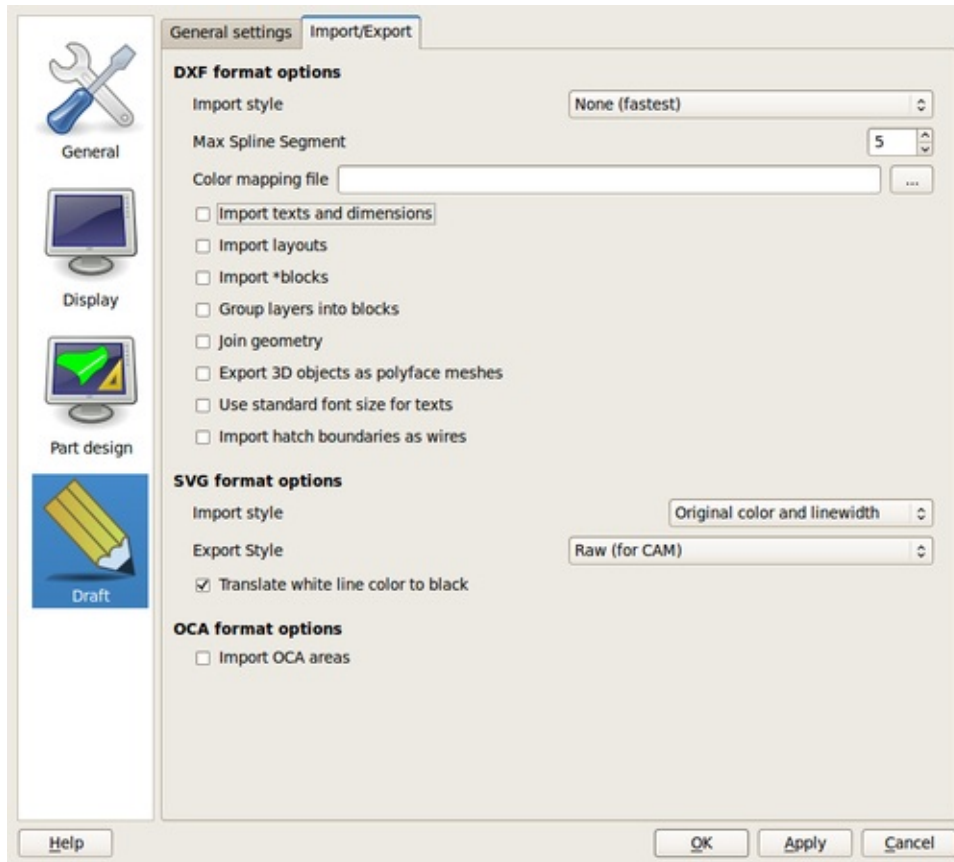 General settings
Import/Export
DXF format options
Import style
None (fastest)
Max Spline Segment
5
Color mapping file
...
Import texts and dimensions
Import layouts
Import *blocks
Group layers into blocks
Join geometry
Export 3D objects as polyface meshes
Use standard font size for texts
Import hatch boundaries as wires
SVG format options
Import style
Original color and linewidth
Export Style
Raw (for CAM)
Translate white line color to black
OCA format options
Import OCA areas
General
Display
Part design
Draft
Help
OK
Apply
Cancel